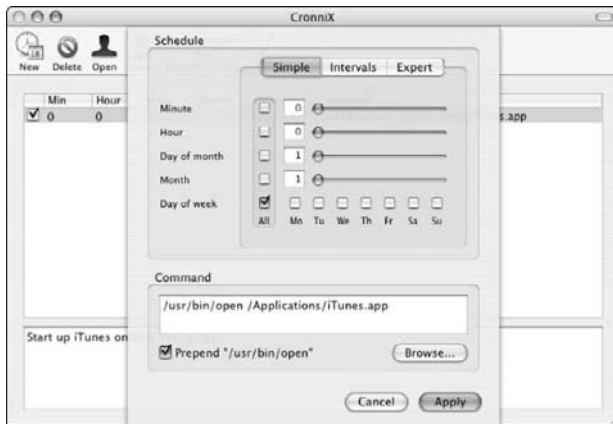 CronniX
18
New Delete Open
Schedule
Simple Intervals Expert
Min Hour
0 0
s.app
Minute 0
Hour 0
Day of month 1
Month 1
Day of week
All Mo Tu We Th Fr Sa Su
Command
/usr/bin/open /Applications/iTunes.app
Start up iTunes on
Prepend "/usr/bin/open"
Browse...
Cancel Apply